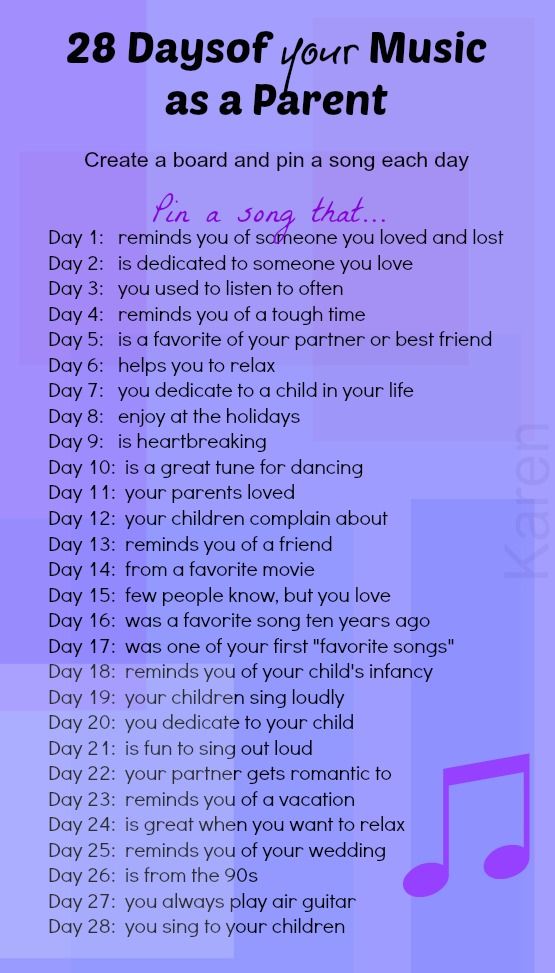 28 Daysof your Music
as a Parent
Create a board and pin a song each day
Pin a song that...
Day 1: reminds you of someone you loved and lost
Day 2: is dedicated to someone you love
Day 3: you used to listen to often
Day 4: reminds you of a tough time
Day 5: is a favorite of your partner or best friend
Day 6: helps you to relax
Day 7: you dedicate to a child in your life
Day 8: enjoy at the holidays
Day 9: is heartbreaking
Day 10: is a great tune for dancing
Day 11: your parents loved
Day 12: your children complain about
Day 13: reminds you of a friend
Day 14: from a favorite movie
Day 15: few people know, but you love
Day 16: was a favorite song ten years ago
Day 17: was one of your first "favorite songs"
Day 18: reminds you of your child's infancy
Day 19: your children sing loudly
Day 20: you dedicate to your child
Day 21: is fun to sing out loud
Day 22: your partner gets romantic to
Day 23: reminds you of a vacation
Day 24: is great when you want to relax
Day 25: reminds you of your wedding
Day 26: is from the 90s
Day 27: you always play air guitar
Day 28: you sing to your children
Karen